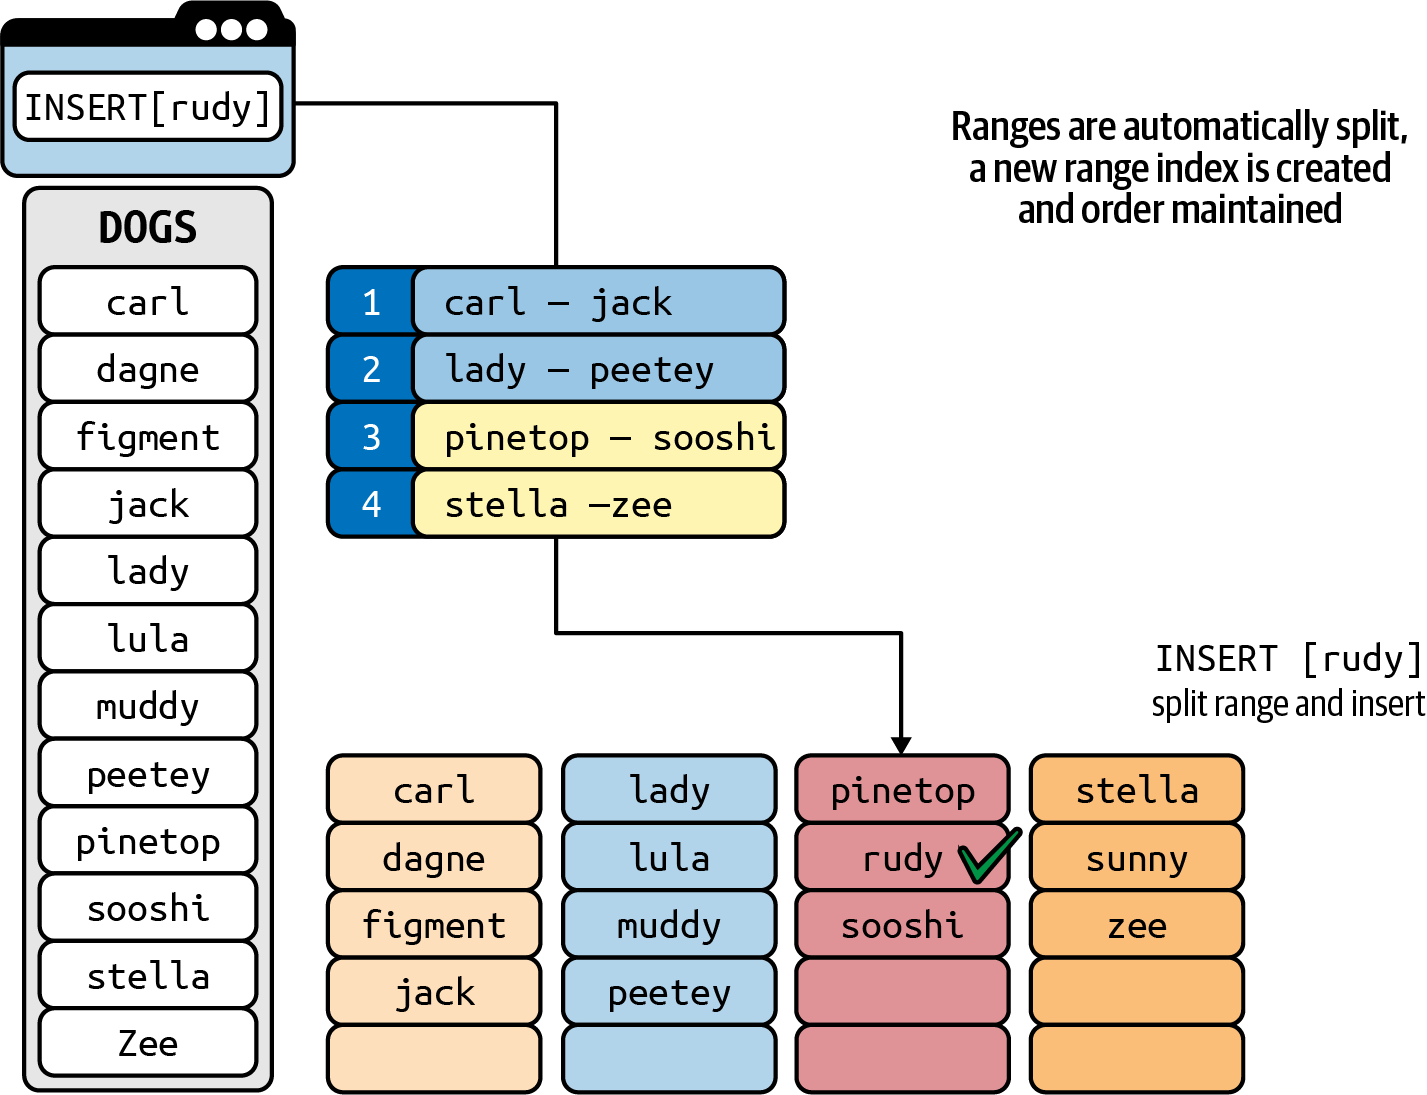 INSERT[rudy]
Ranges are automatically split,
a new range index is created
and order maintained
DOGS
carl
dagne
figment
jack
lady
lula
muddy
peetey
pinetop
sooshi
stella
Zee
1 carl – jack
2 lady – peetey
3 pinetop – sooshi
4 stella –zee
INSERT [rudy]
split range and insert
carl
dagne
figment
jack
lady
lula
muddy
peetey
pinetop
rudy
sooshi
stella
sunny
zee